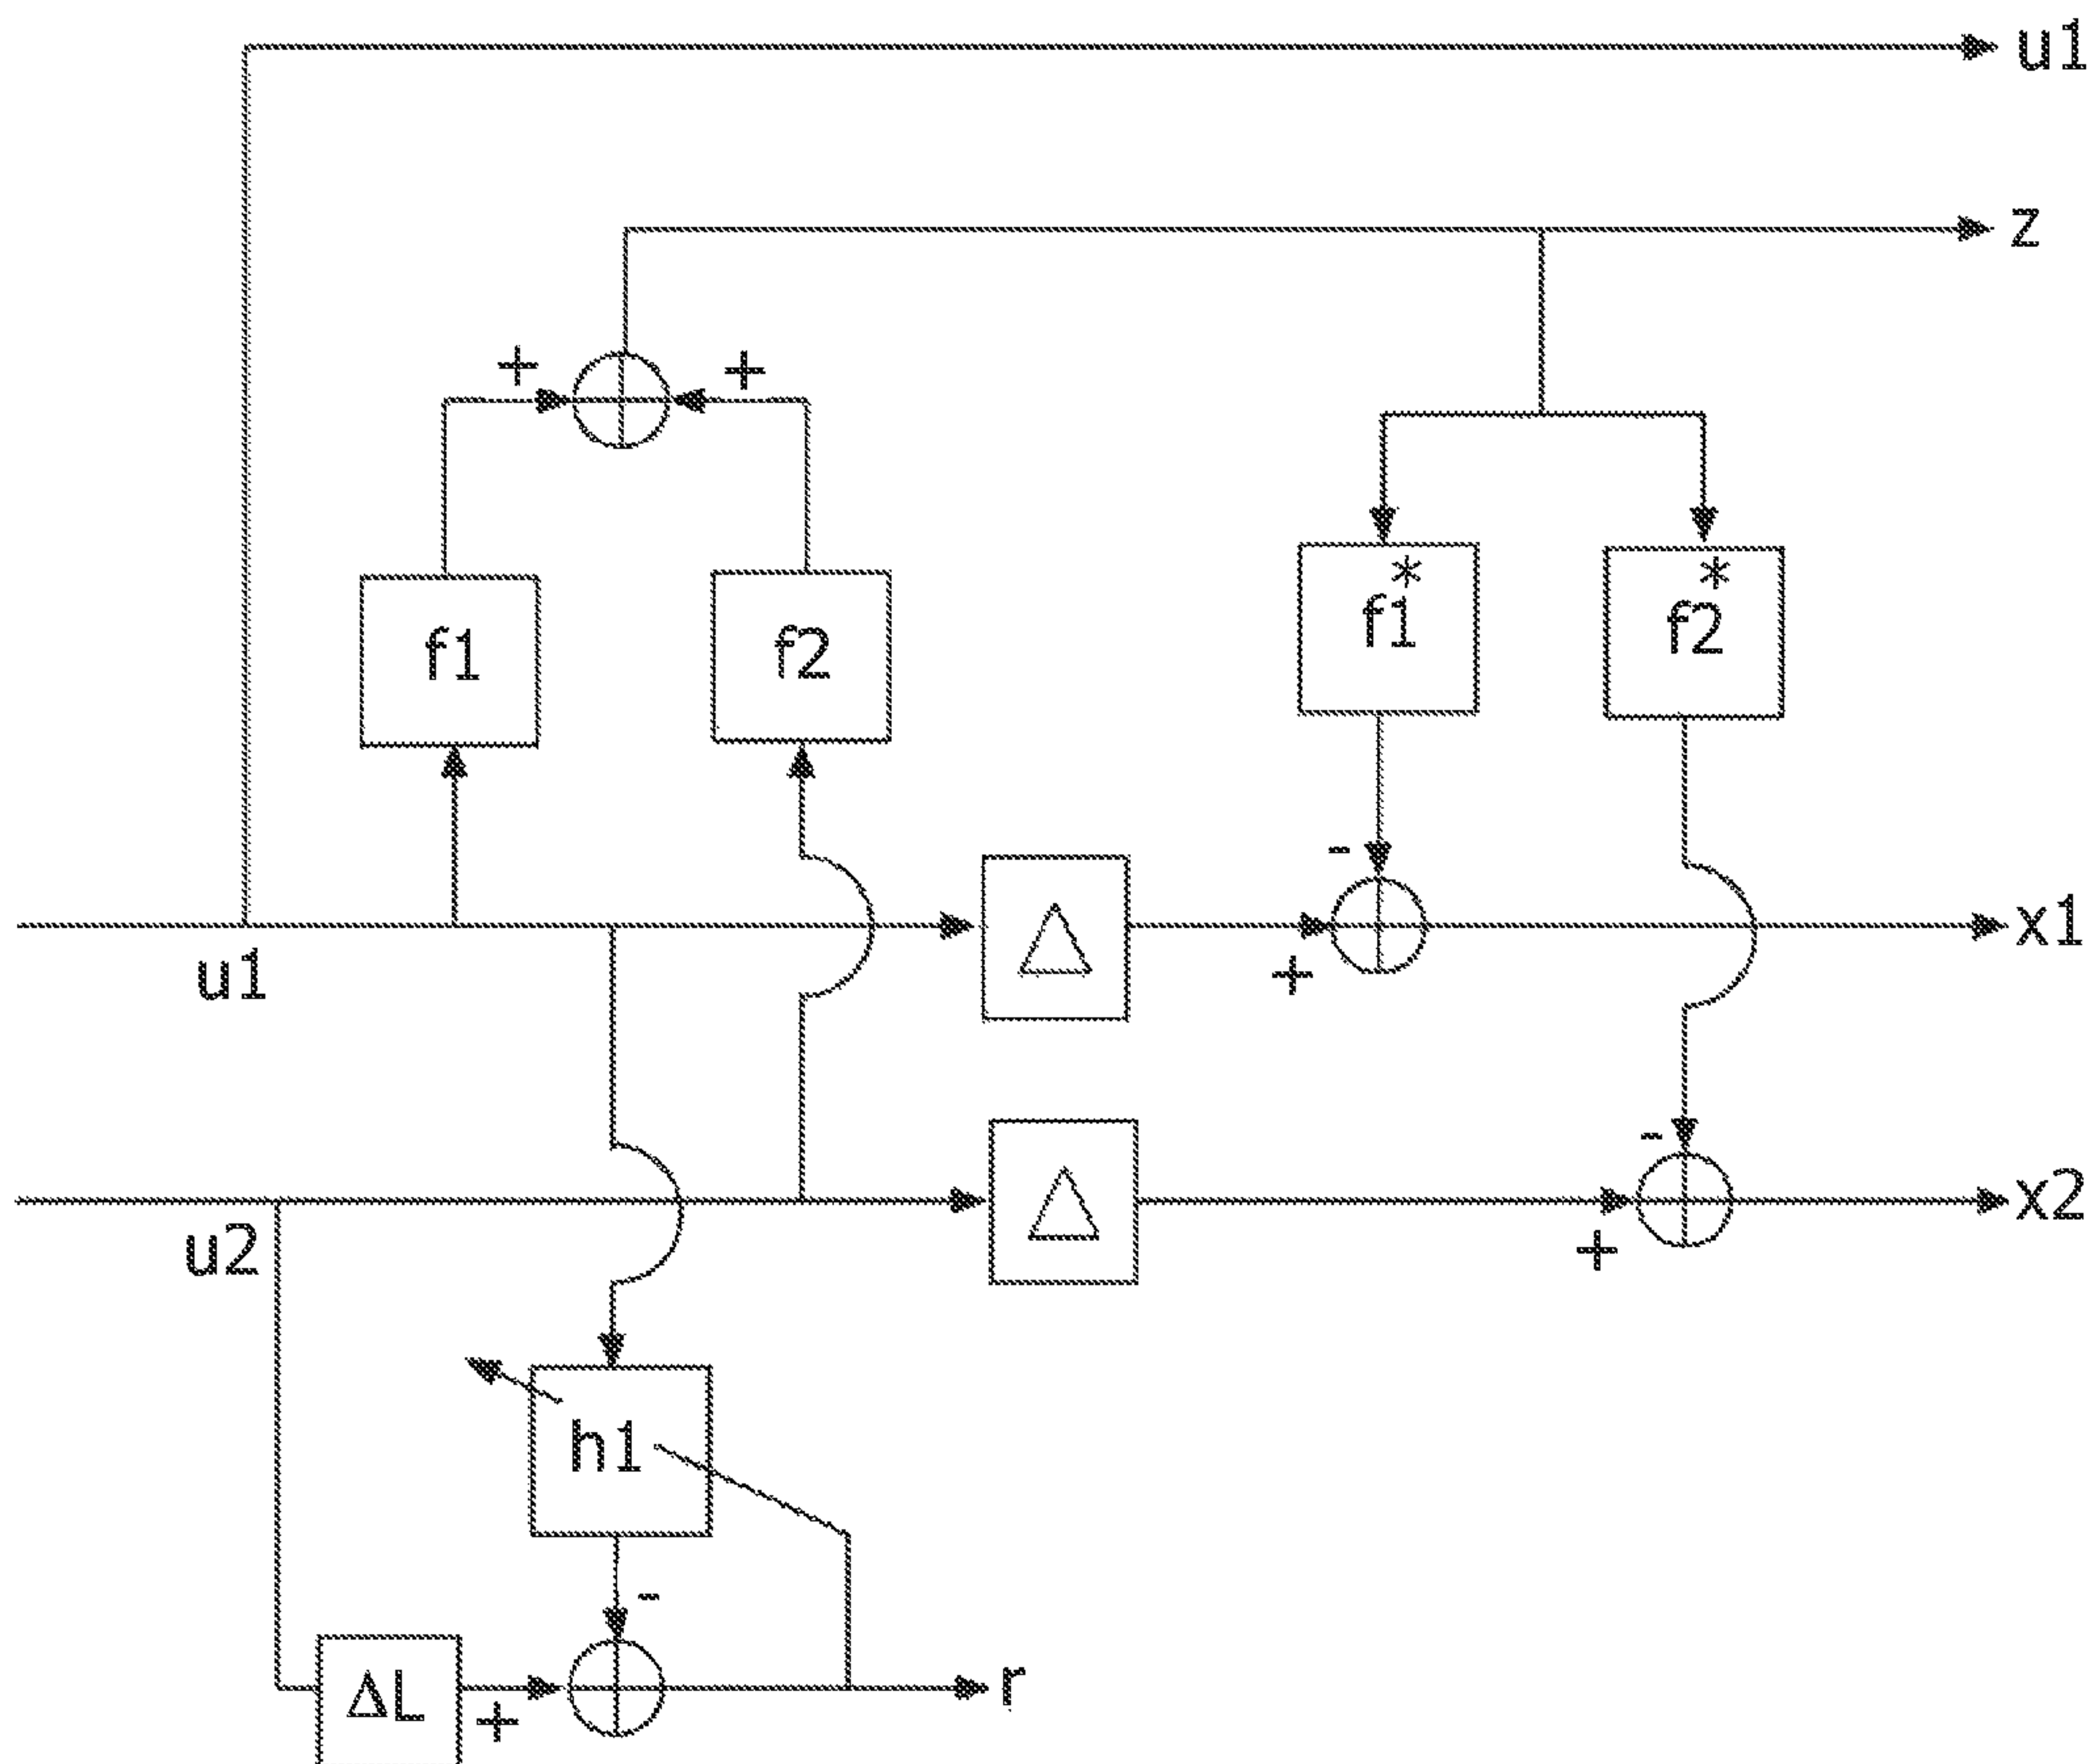 u1
z
+ +
f1 f2 f1* f2*
-
Δ
u1 + x1
-
Δ
u2 + x2
h1
-
ΔL + r